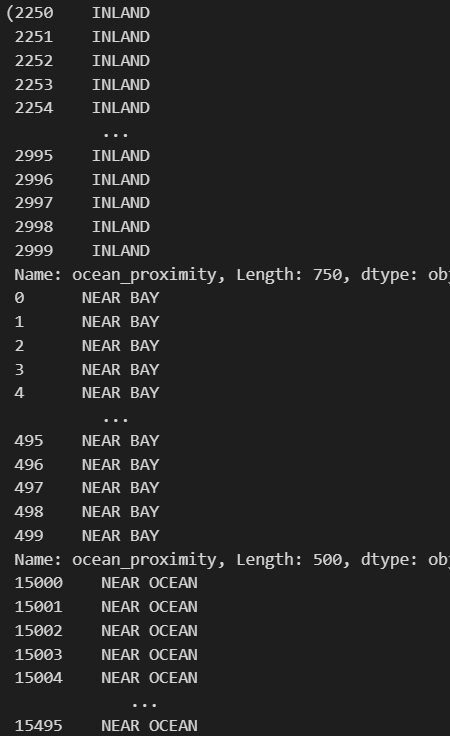 (2250    INLAND
2251    INLAND
2252    INLAND
2253    INLAND
2254    INLAND
...
2995    INLAND
2996    INLAND
2997    INLAND
2998    INLAND
2999    INLAND
Name: ocean_proximity, Length: 750, dtype: obj
0      NEAR BAY
1      NEAR BAY
2      NEAR BAY
3      NEAR BAY
4      NEAR BAY
...
495    NEAR BAY
496    NEAR BAY
497    NEAR BAY
498    NEAR BAY
499    NEAR BAY
Name: ocean_proximity, Length: 500, dtype: obj
15000    NEAR OCEAN
15001    NEAR OCEAN
15002    NEAR OCEAN
15003    NEAR OCEAN
15004    NEAR OCEAN
...
15495    NEAR OCEAN